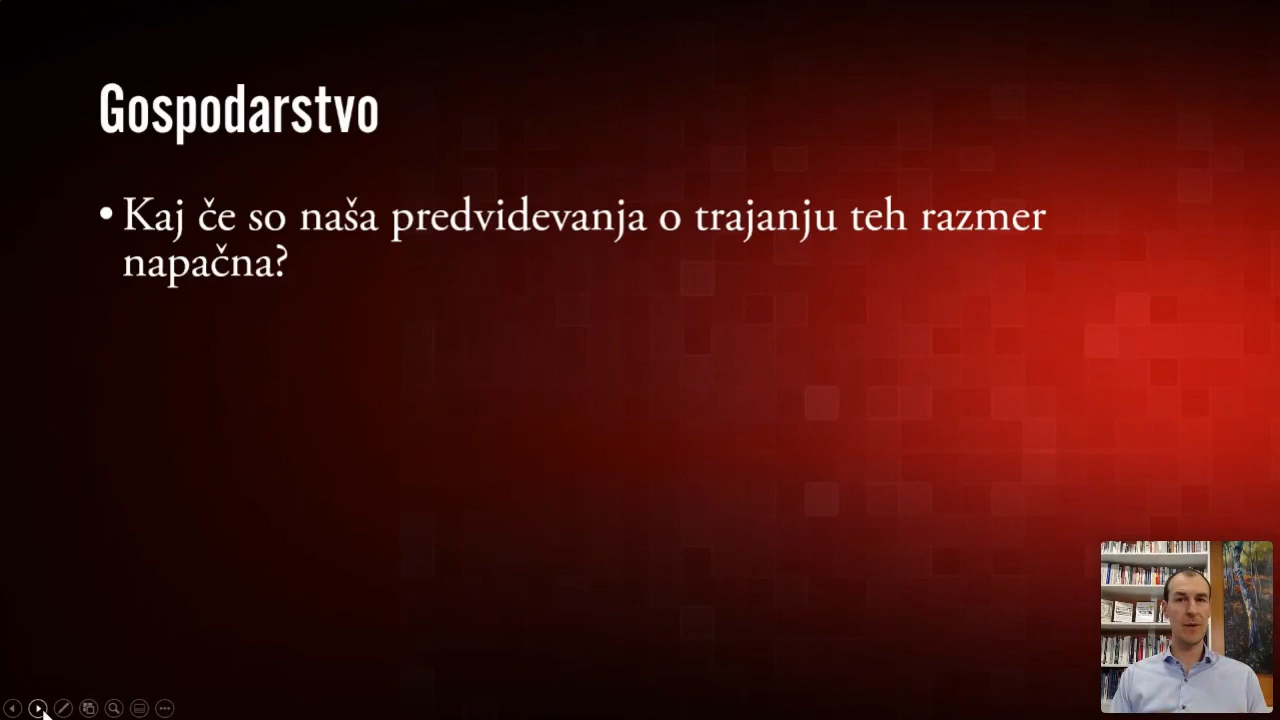 Gospodarstvo
• Kaj če so naša predvidevanja o trajanju teh razmer
napačna?